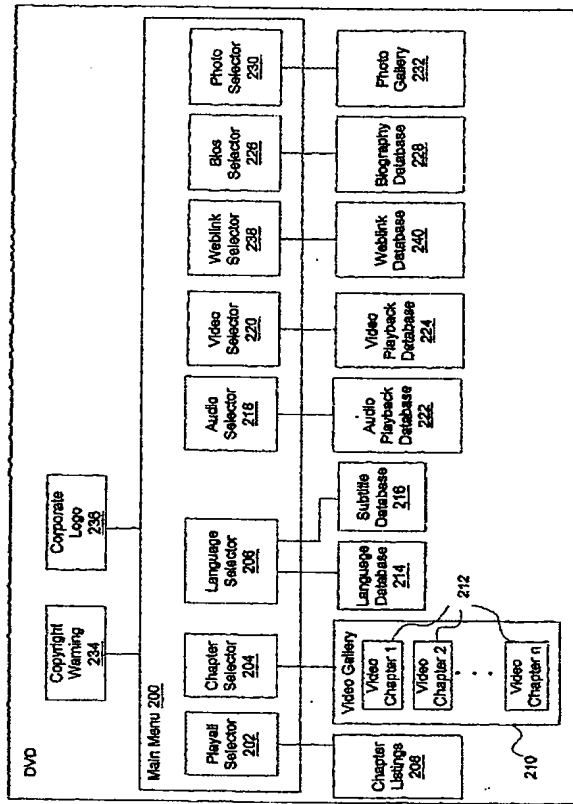 DVD
Copyright
Warning
234
Corporate
Logo
236
Main Menu 200
Playall
Selector
202
Chapter
Selector
204
Language
Selector
206
Audio
Selector
218
Video
Selector
220
Weblink
Selector
238
Bios
Selector
226
Photo
Selector
230
Chapter
Listings
208
Video Gallery
Video
Chapter 1
Video
Chapter 2
Video
Chapter n
210
212
Language
Database
214
Subtitle
Database
216
Audio
Playback
Database
222
Video
Playback
Database
224
Weblink
Database
240
Biography
Database
228
Photo
Gallery
232